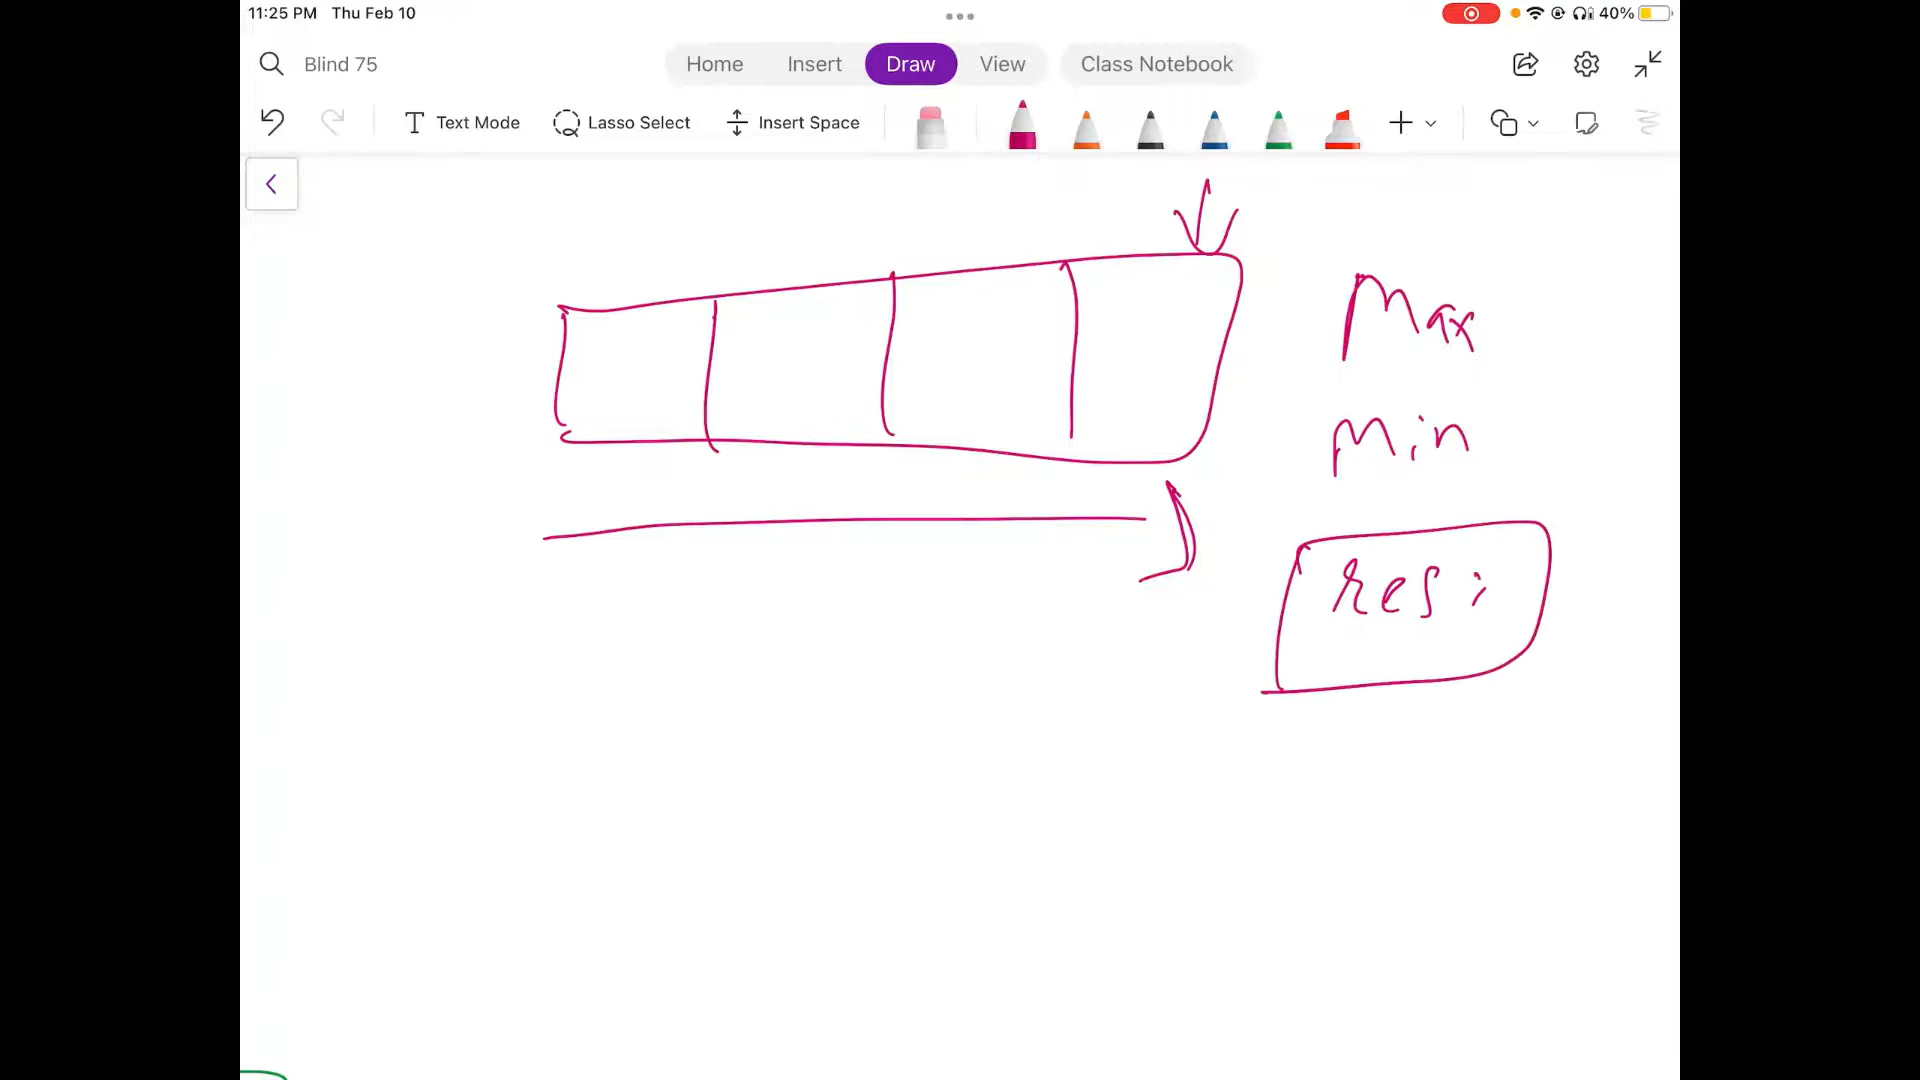 11:25 PM Thu Feb 10 40%
Blind 75 Home Insert Draw View Class Notebook
Text Mode Lasso Select Insert Space
Max
Min
res: